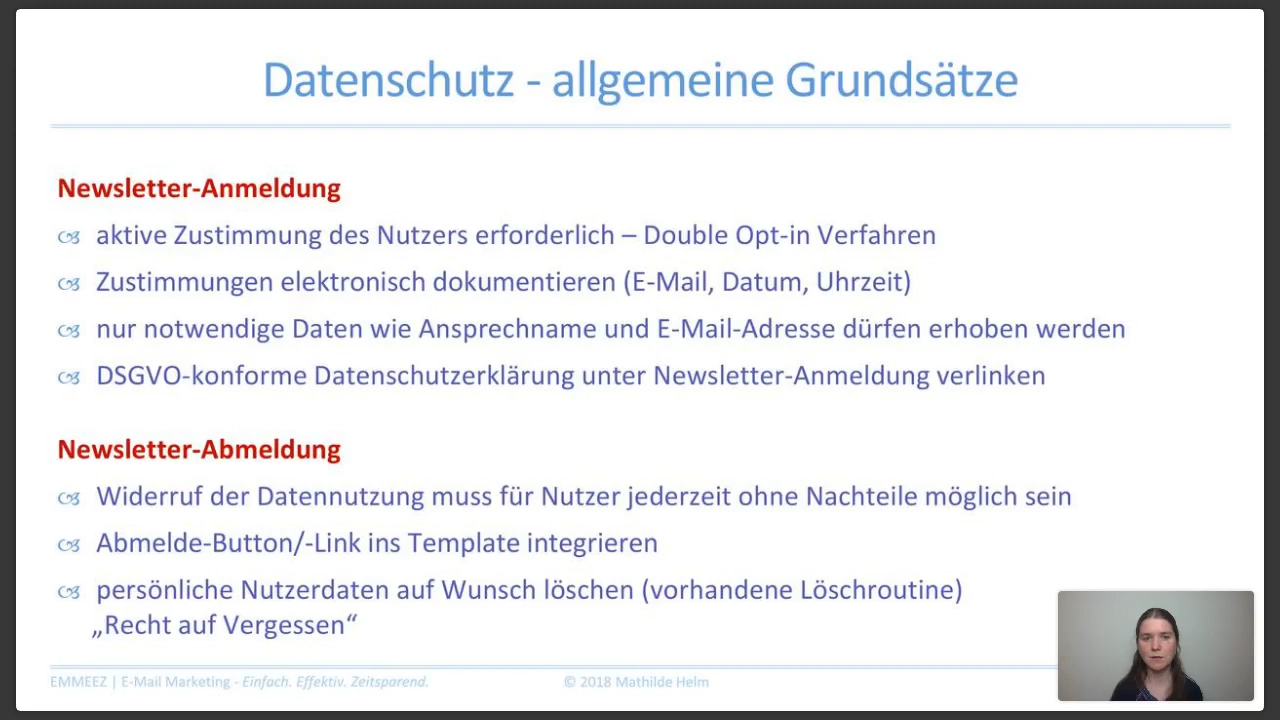 Datenschutz - allgemeine Grundsätze
Newsletter-Anmeldung
aktive Zustimmung des Nutzers erforderlich – Double Opt-in Verfahren
Zustimmungen elektronisch dokumentieren (E-Mail, Datum, Uhrzeit)
nur notwendige Daten wie Ansprechname und E-Mail-Adresse dürfen erhoben werden
DSGVO-konforme Datenschutzerklärung unter Newsletter-Anmeldung verlinken
Newsletter-Abmeldung
Widerruf der Datennutzung muss für Nutzer jederzeit ohne Nachteile möglich sein
Abmelde-Button/-Link ins Template integrieren
persönliche Nutzerdaten auf Wunsch löschen (vorhandene Löschroutine)
„Recht auf Vergessen“
EMMEEZ | E-Mail Marketing - Einfach. Effektiv. Zeitsparend.
© 2018 Mathilde Helm